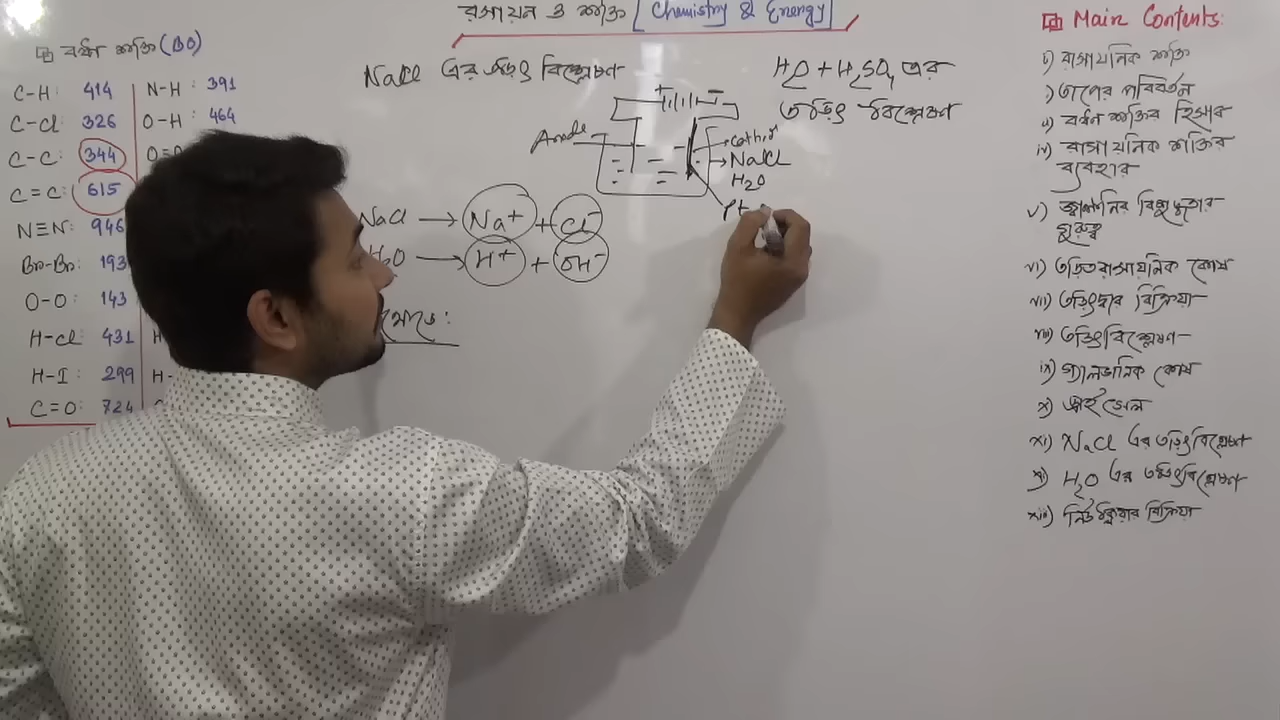 রসায়ন ও শক্তি [Chemistry & Energy]
বন্ধন শক্তি (BO)
C-H: 414
C-Cl: 326
C-C: 344
C=C: 615
N≡N: 946
Br-Br: 193
O-O: 143
H-Cl: 431
H-I: 299
C=O: 724
N-H: 391
O-H: 464
NaCl এর তড়িৎ বিশ্লেষণ
H2O + H2SO4 এর
তড়িৎ বিশ্লেষণ
+ -
Anode
NaCl
H2O
Pt
NaCl → Na+ + Cl-
H2O → H+ + OH-
Main Contents:
i) রাসায়নিক শক্তি
) তাপের পরিবর্তন
) বন্ধন শক্তির হিসাব
iv) রাসায়নিক শক্তির
ব্যবহার
v) জ্বালানির বিশুদ্ধতার
গুরুত্ব
vi) তড়িতরাসায়নিক কোষ
vii) তড়িৎদ্বারে বিক্রিয়া
viii) তড়িৎবিশ্লেষণ
ix) গ্যালভানিক কোষ
x) ড্রাই সেল
xi) NaCl এর তড়িৎবিশ্লেষণ
xii) H2O এর তড়িৎবিশ্লেষণ
xiii) নিউক্লিয়ার বিক্রিয়া